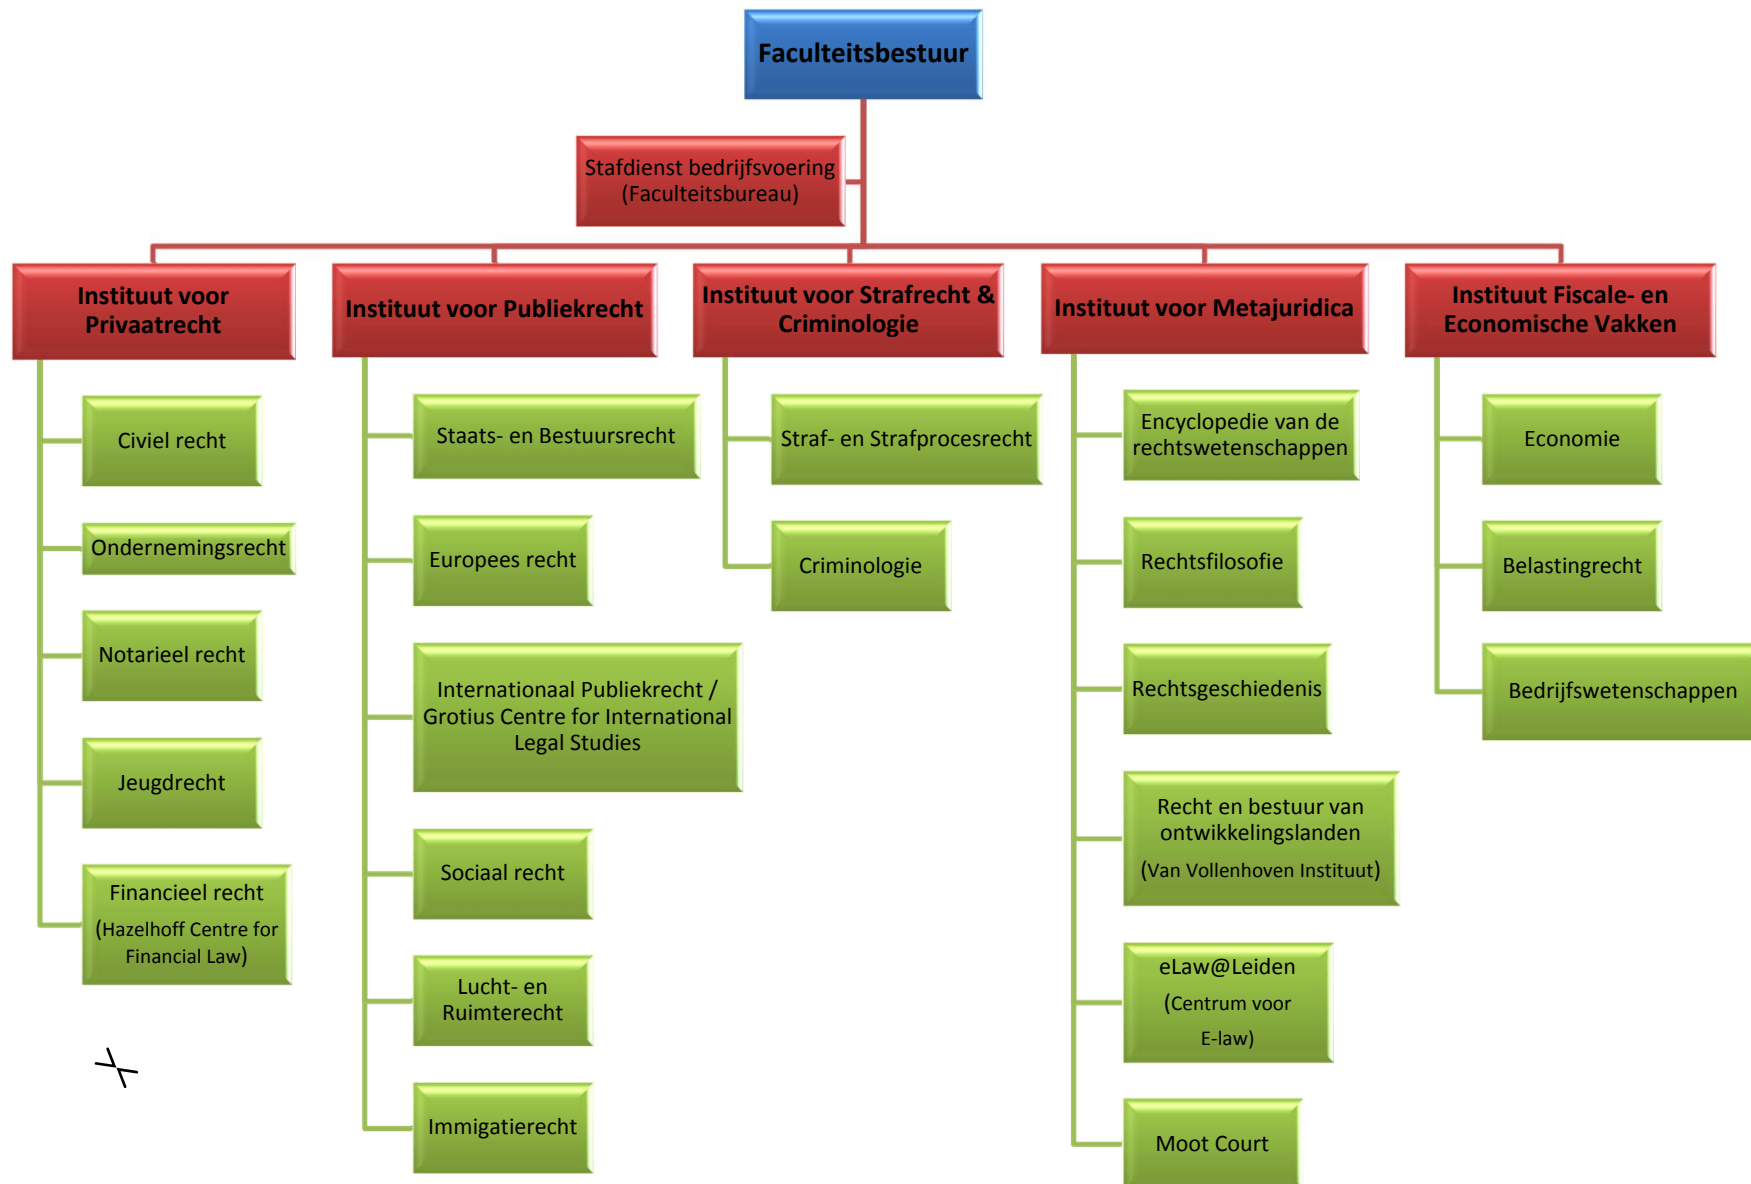 Faculteitsbestuur
Stafdienst bedrijfsvoering
(Faculteitsbureau)
Instituut voor
Privaatrecht
Civiel recht
Ondernemingsrecht
Notarieel recht
Jeugdrecht
Financieel recht
(Hazelhoff Centre for
Financial Law)
Instituut voor Publiekrecht
Staats- en Bestuursrecht
Europees recht
Internationaal Publiekrecht /
Grotius Centre for International
Legal Studies
Sociaal recht
Lucht- en
Ruimterecht
Immigatierecht
Instituut voor Strafrecht &
Criminologie
Straf- en Strafprocesrecht
Criminologie
Instituut voor Metajuridica
Encyclopedie van de
rechtswetenschappen
Rechtsfilosofie
Rechtsgeschiedenis
Recht en bestuur van
ontwikkelingslanden
(Van Vollenhoven Instituut)
eLaw@Leiden
(Centrum voor
E-law)
Moot Court
Instituut Fiscale- en
Economische Vakken
Economie
Belastingrecht
Bedrijfswetenschappen